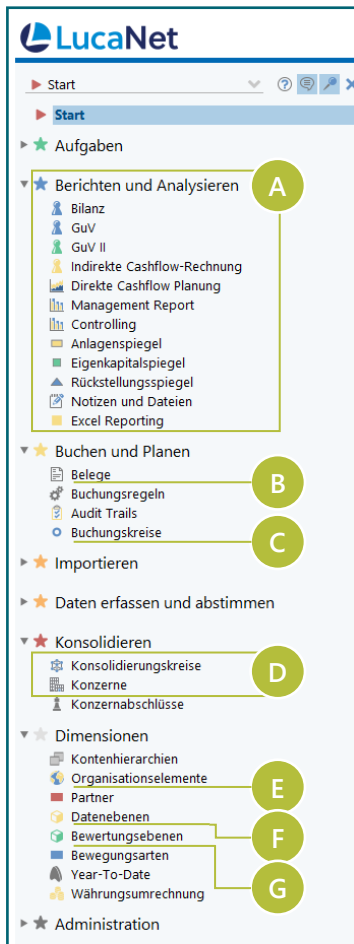 LucaNet
Start
Start
Aufgaben
Berichten und Analysieren
A
Bilanz
GuV
GuV II
Indirekte Cashflow-Rechnung
Direkte Cashflow Planung
Management Report
Controlling
Anlagenspiegel
Eigenkapitalspiegel
Rückstellungsspiegel
Notizen und Dateien
Excel Reporting
Buchen und Planen
Belege
B
Buchungsregeln
Audit Trails
Buchungskreise
C
Importieren
Daten erfassen und abstimmen
Konsolidieren
Konsolidierungskreise
D
Konzerne
Konzernabschlüsse
Dimensionen
Kontenhierarchien
Organisationselemente
E
Partner
Datenebenen
F
Bewertungsebenen
G
Bewegungsarten
Year-To-Date
Währungsumrechnung
Administration